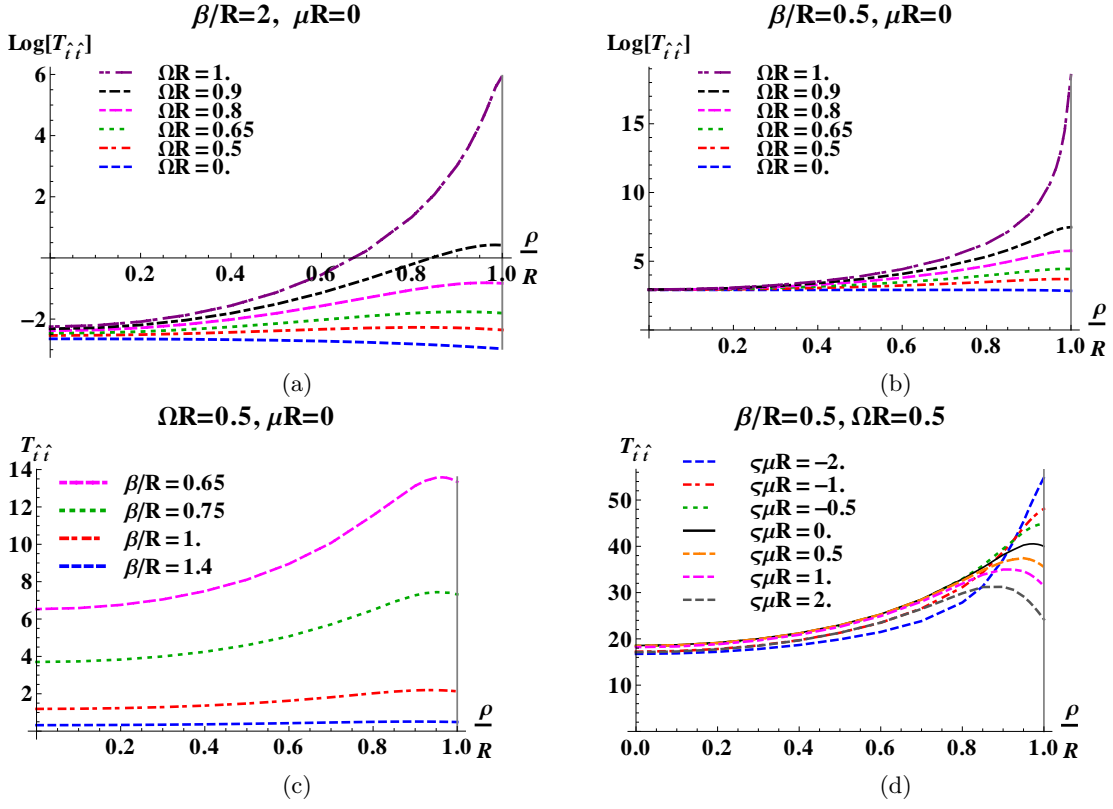 β/R=2, μR=0
Log[T_{t̂ t̂}]
ΩR = 1.
ΩR = 0.9
ΩR = 0.8
ΩR = 0.65
ΩR = 0.5
ΩR = 0.
6
4
2
−2
0.2 0.4 0.6 0.8 1.0
ρ/R
(a)
β/R=0.5, μR=0
Log[T_{t̂ t̂}]
ΩR = 1.
ΩR = 0.9
ΩR = 0.8
ΩR = 0.65
ΩR = 0.5
ΩR = 0.
15
10
5
0.2 0.4 0.6 0.8 1.0
ρ/R
(b)
ΩR=0.5, μR=0
T_{t̂ t̂}
β/R = 0.65
β/R = 0.75
β/R = 1.
β/R = 1.4
14
12
10
8
6
4
2
0.2 0.4 0.6 0.8 1.0
ρ/R
(c)
β/R=0.5, ΩR=0.5
T_{t̂ t̂}
ςμR = −2.
ςμR = −1.
ςμR = −0.5
ςμR = 0.
ςμR = 0.5
ςμR = 1.
ςμR = 2.
50
40
30
20
10
0.0 0.2 0.4 0.6 0.8 1.0
ρ/R
(d)